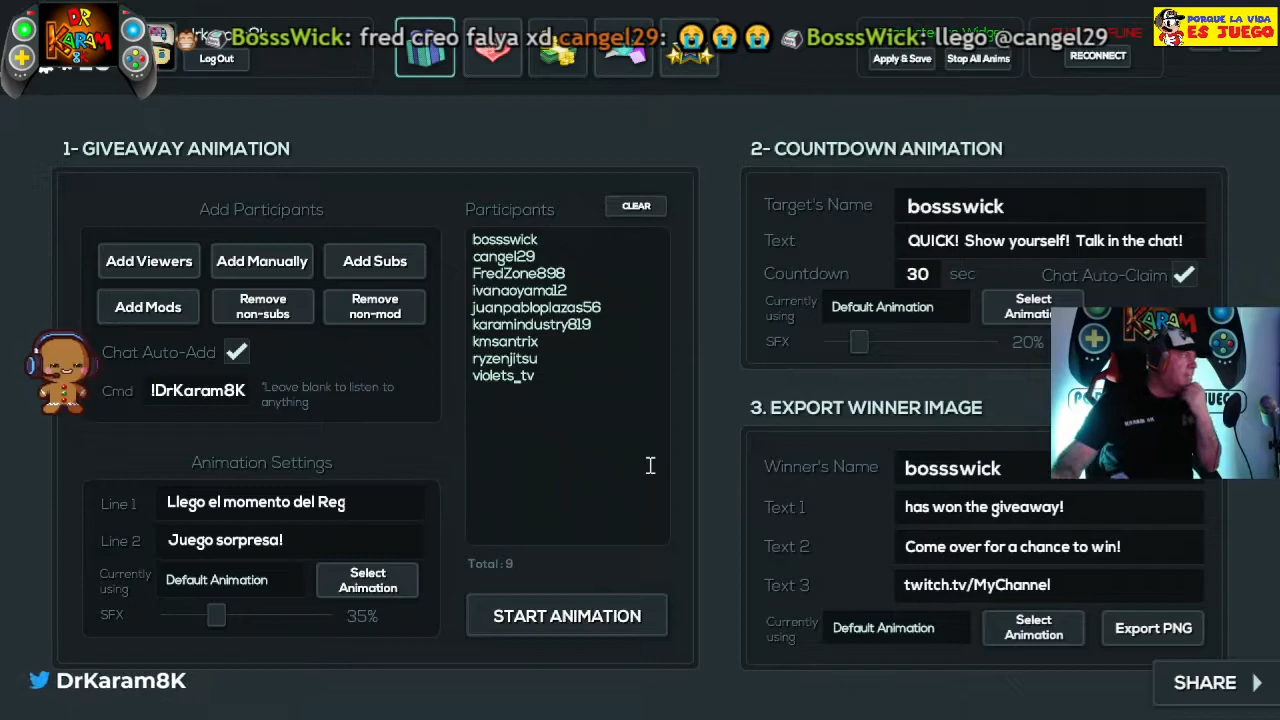 BossSWick: fred creo falya xd cangel29: 😭😭😭 BossSWick: llego @cangel29
DR KARAM 8K
PORQUE LA VIDA
ES JUEGO
Log Out
Apply & Save
Stop All Anims
RECONNECT
1- GIVEAWAY ANIMATION
Add Participants
Add Viewers
Add Manually
Add Subs
Add Mods
Remove
non-subs
Remove
non-mod
Chat Auto-Add
Cmd
!DrKaram8K
*Leave blank to listen to
anything
Participants
CLEAR
bossswick
cangel29
FredZone898
ivanaoyama12
juanpabloplazas56
karamindustry819
kmsantrix
ryzenjitsu
violets_tv
Total: 9
START ANIMATION
Animation Settings
Line 1
Llego el momento del Reg
Line 2
Juego sorpresa!
Currently
using
Default Animation
Select
Animation
SFX
35%
2- COUNTDOWN ANIMATION
Target's Name
bossswick
Text
QUICK! Show yourself! Talk in the chat!
Countdown
30
sec
Chat Auto-Claim
Currently
using
Default Animation
Select
SFX
20%
3. EXPORT WINNER IMAGE
Winner's Name
bossswick
Text 1
has won the giveaway!
Text 2
Come over for a chance to win!
Text 3
twitch.tv/MyChannel
Currently
using
Default Animation
Select
Animation
Export PNG
DrKaram8K
SHARE